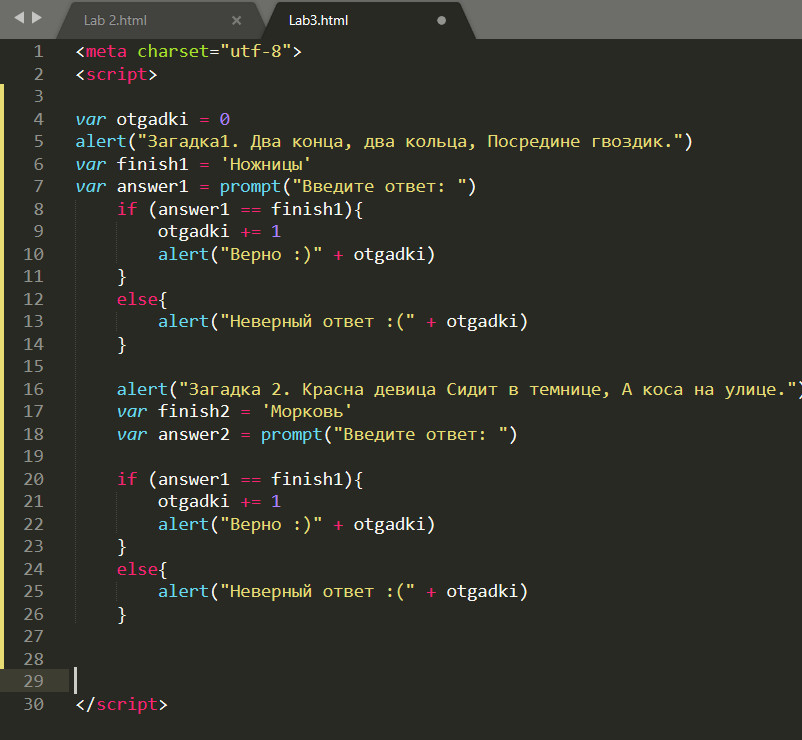 Lab 2.html × Lab3.html
1 <meta charset="utf-8">
2 <script>
3
4 var otgadki = 0
5 alert("Загадка1. Два конца, два кольца, Посредине гвоздик.")
6 var finish1 = 'Ножницы'
7 var answer1 = prompt("Введите ответ: ")
8 if (answer1 == finish1){
9 otgadki += 1
10 alert("Верно :)" + otgadki)
11 }
12 else{
13 alert("Неверный ответ :(" + otgadki)
14 }
15
16 alert("Загадка 2. Красна девица Сидит в темнице, А коса на улице.")
17 var finish2 = 'Морковь'
18 var answer2 = prompt("Введите ответ: ")
19
20 if (answer1 == finish1){
21 otgadki += 1
22 alert("Верно :)" + otgadki)
23 }
24 else{
25 alert("Неверный ответ :(" + otgadki)
26 }
27
28
29
30 </script>